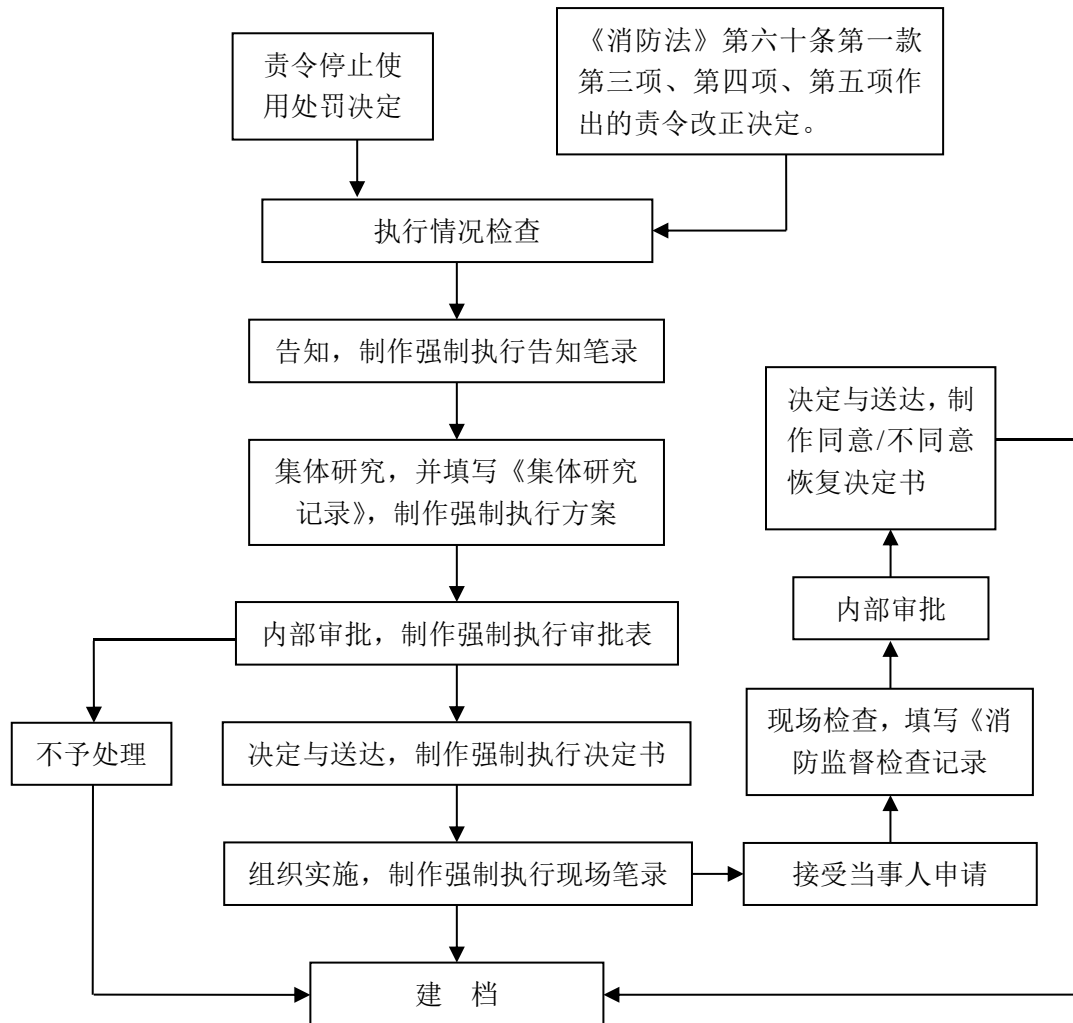 责令停止使
用处罚决定
《消防法》第六十条第一款
第三项、第四项、第五项作
出的责令改正决定。
执行情况检查
告知，制作强制执行告知笔录
集体研究，并填写《集体研究
记录》，制作强制执行方案
内部审批，制作强制执行审批表
不予处理
决定与送达，制作强制执行决定书
组织实施，制作强制执行现场笔录
接受当事人申请
现场检查，填写《消
防监督检查记录
内部审批
决定与送达，制
作同意/不同意
恢复决定书
建 档